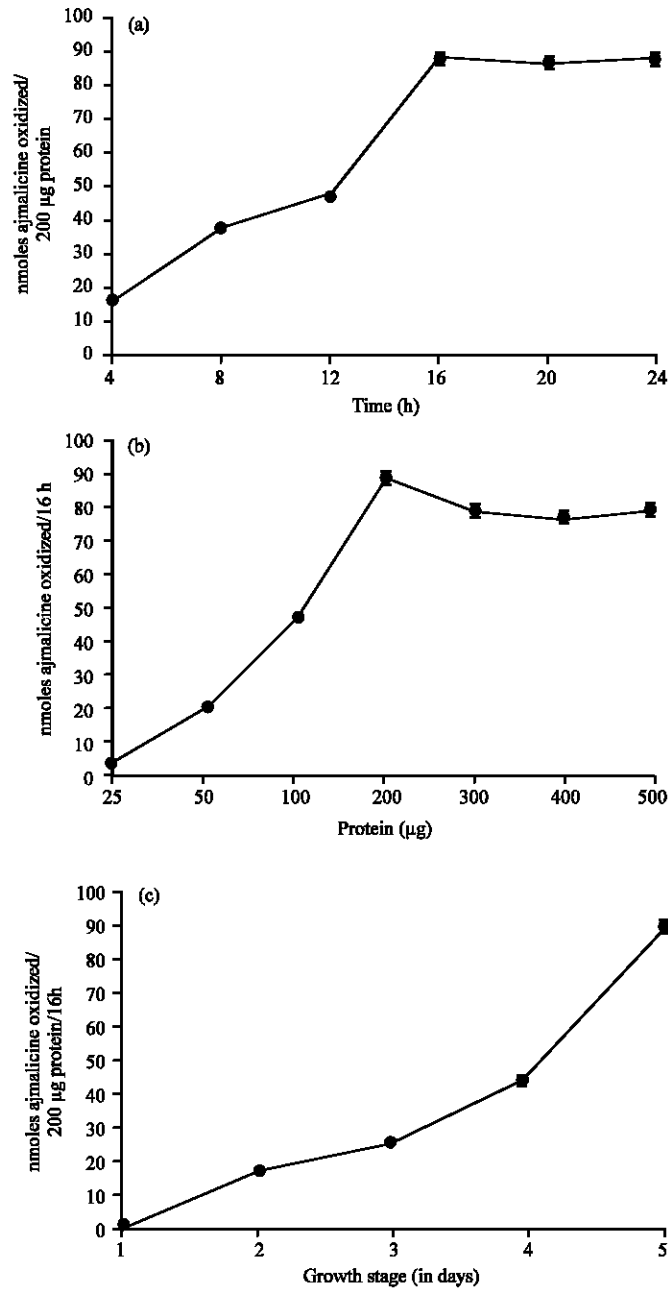 (a)
nmoles ajmalicine oxidized/
200 µg protein
100
90
80
70
60
50
40
30
20
10
0
4 8 12 16 20 24
Time (h)
(b)
nmoles ajmalicine oxidized/16 h
100
90
80
70
60
50
40
30
20
10
0
25 50 100 200 300 400 500
Protein (µg)
(c)
nmoles ajmalicine oxidized/
200 µg protein/16h
100
90
80
70
60
50
40
30
20
10
0
1 2 3 4 5
Growth stage (in days)